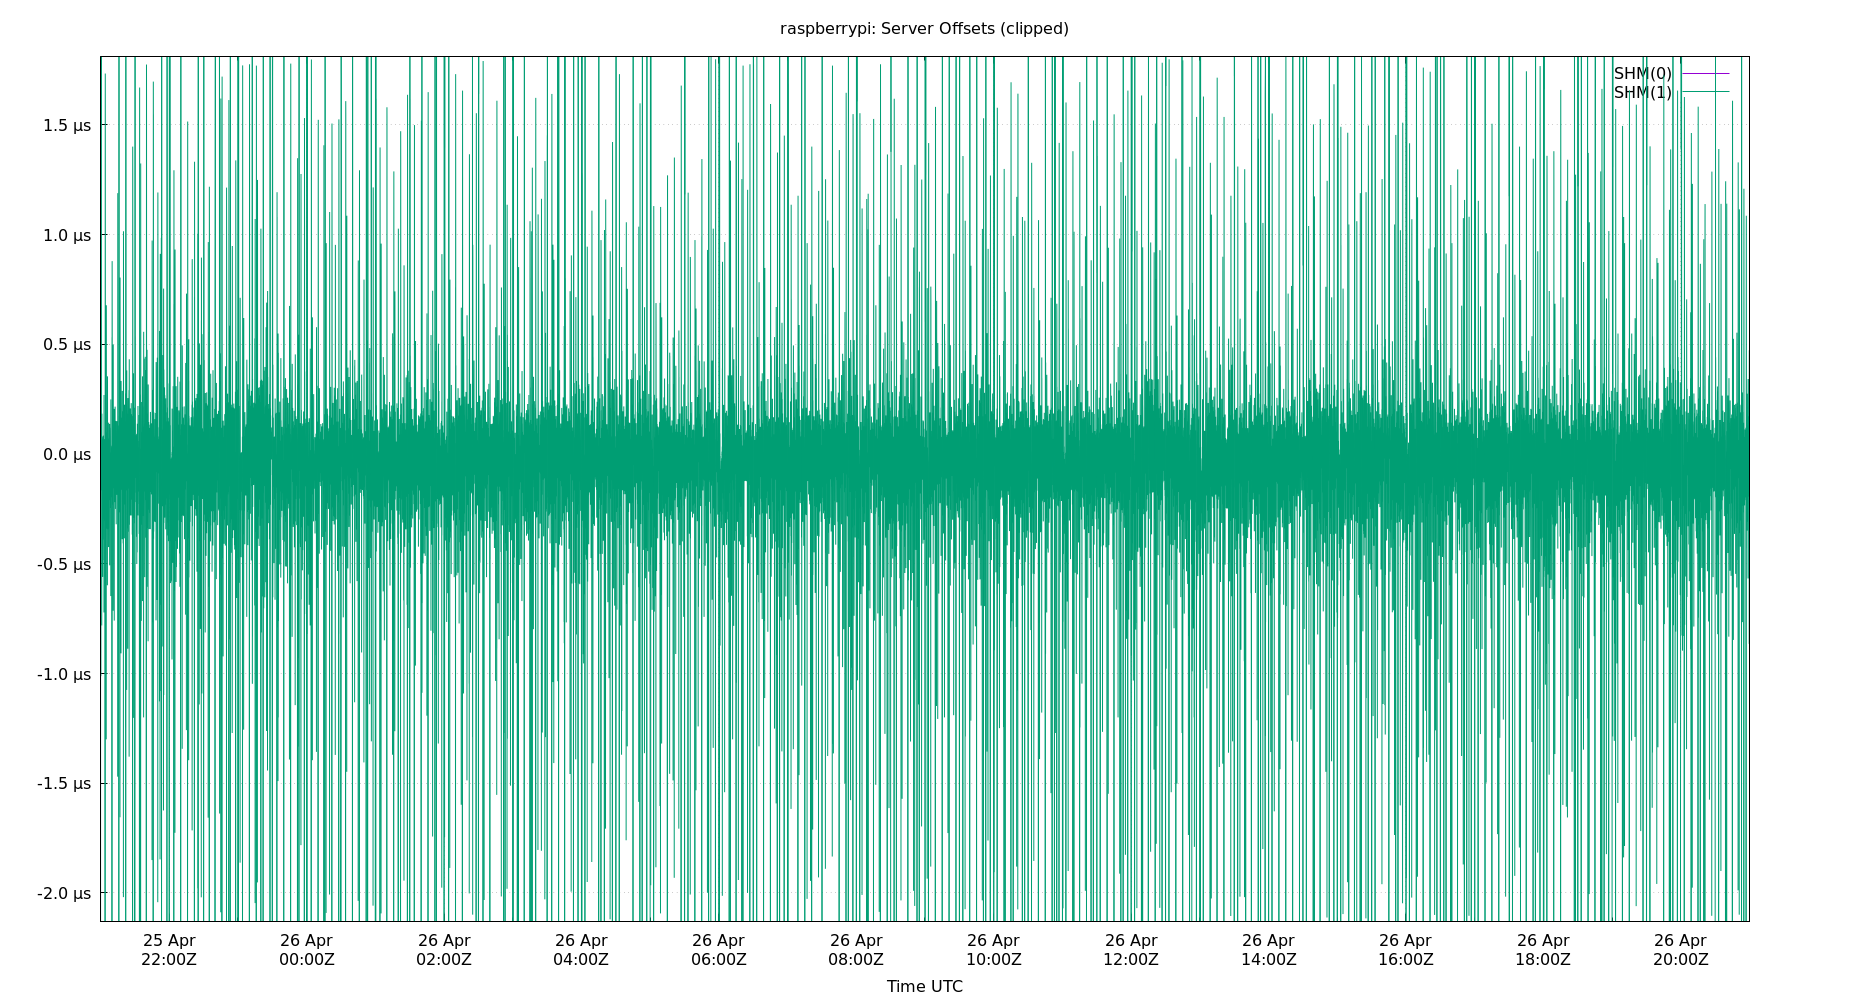 raspberrypi: Server Offsets (clipped)
SHM(0)
SHM(1)
1.5 µs
1.0 µs
0.5 µs
0.0 µs
-0.5 µs
-1.0 µs
-1.5 µs
-2.0 µs
25 Apr 26 Apr 26 Apr 26 Apr 26 Apr 26 Apr 26 Apr 26 Apr 26 Apr 26 Apr 26 Apr 26 Apr
22:00Z 00:00Z 02:00Z 04:00Z 06:00Z 08:00Z 10:00Z 12:00Z 14:00Z 16:00Z 18:00Z 20:00Z
Time UTC